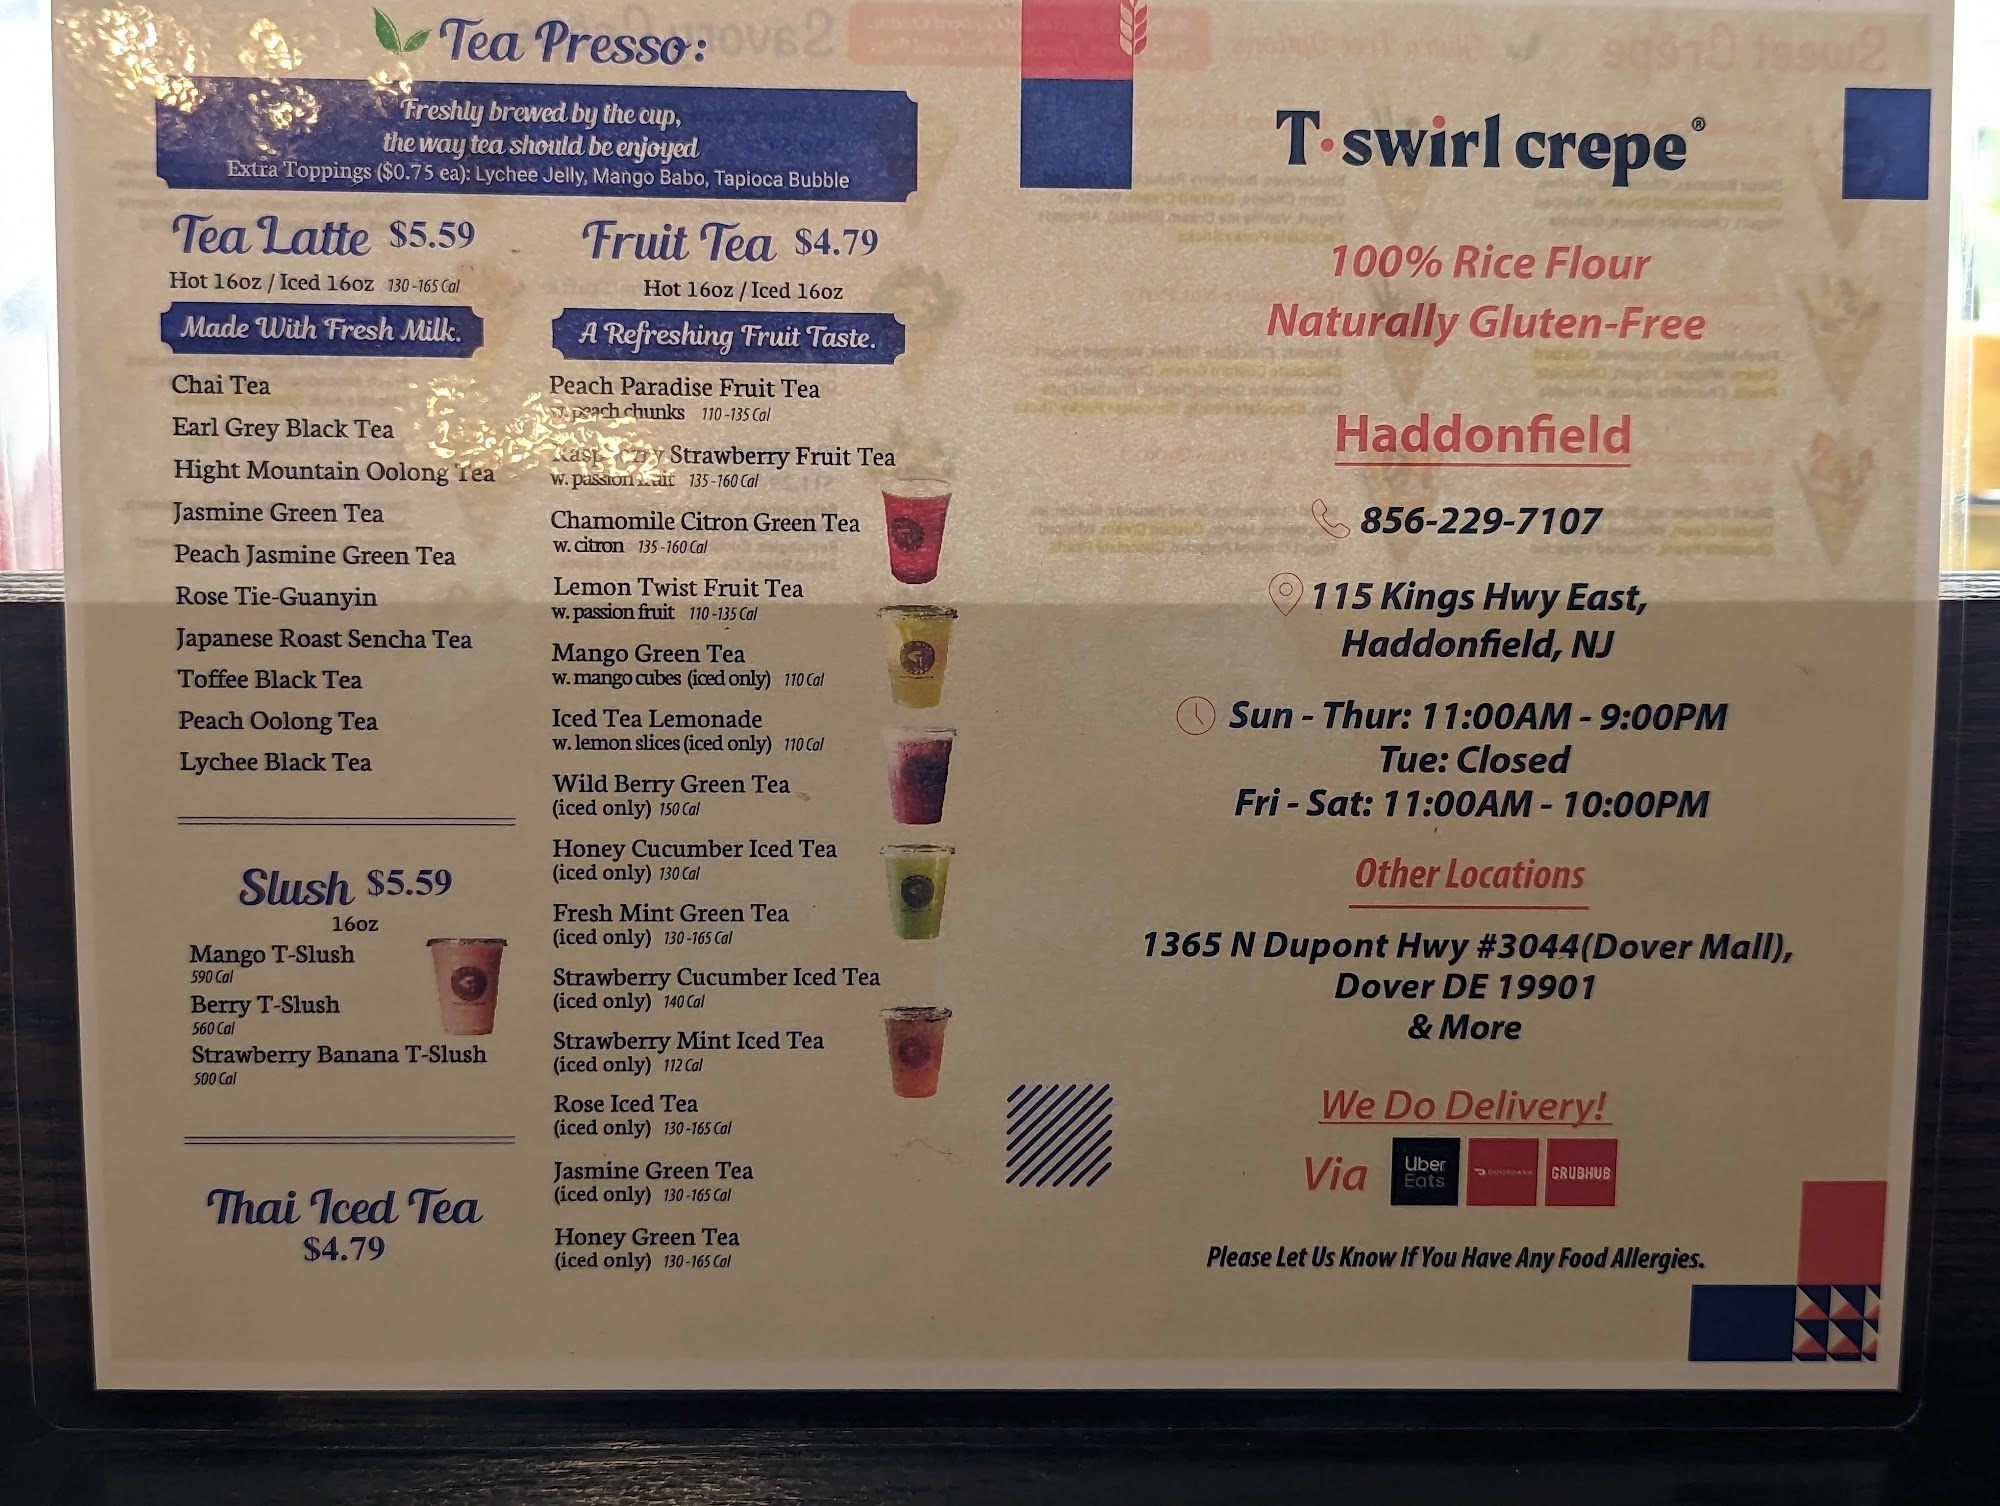 Tea Presso:
Freshly brewed by the cup,
the way tea should be enjoyed
Extra Toppings ($0.75 ea): Lychee Jelly, Mango Babo, Tapioca Bubble
Tea Latte $5.59
Hot 16oz / Iced 16oz 130-165 Cal
Made With Fresh Milk.
Chai Tea
Earl Grey Black Tea
Hight Mountain Oolong Tea
Jasmine Green Tea
Peach Jasmine Green Tea
Rose Tie-Guanyin
Japanese Roast Sencha Tea
Toffee Black Tea
Peach Oolong Tea
Lychee Black Tea
Slush $5.59
16oz
Mango T-Slush
590 Cal
Berry T-Slush
560 Cal
Strawberry Banana T-Slush
500 Cal
Thai Iced Tea
$4.79
Fruit Tea $4.79
Hot 16oz / Iced 16oz
A Refreshing Fruit Taste.
Peach Paradise Fruit Tea
w. peach chunks 110-135 Cal
Raspberry Strawberry Fruit Tea
w. passion fruit 135-160 Cal
Chamomile Citron Green Tea
w. citron 135-160 Cal
Lemon Twist Fruit Tea
w. passion fruit 110-135 Cal
Mango Green Tea
w. mango cubes (iced only) 110 Cal
Iced Tea Lemonade
w. lemon slices (iced only) 110 Cal
Wild Berry Green Tea
(iced only) 150 Cal
Honey Cucumber Iced Tea
(iced only) 130 Cal
Fresh Mint Green Tea
(iced only) 130-165 Cal
Strawberry Cucumber Iced Tea
(iced only) 140 Cal
Strawberry Mint Iced Tea
(iced only) 112 Cal
Rose Iced Tea
(iced only) 130-165 Cal
Jasmine Green Tea
(iced only) 130-165 Cal
Honey Green Tea
(iced only) 130-165 Cal
T·swirl crepe®
100% Rice Flour
Naturally Gluten-Free
Haddonfield
856-229-7107
115 Kings Hwy East,
Haddonfield, NJ
Sun - Thur: 11:00AM - 9:00PM
Tue: Closed
Fri - Sat: 11:00AM - 10:00PM
Other Locations
1365 N Dupont Hwy #3044(Dover Mall),
Dover DE 19901
& More
We Do Delivery!
Via Uber Eats DOORDASH GRUBHUB
Please Let Us Know If You Have Any Food Allergies.